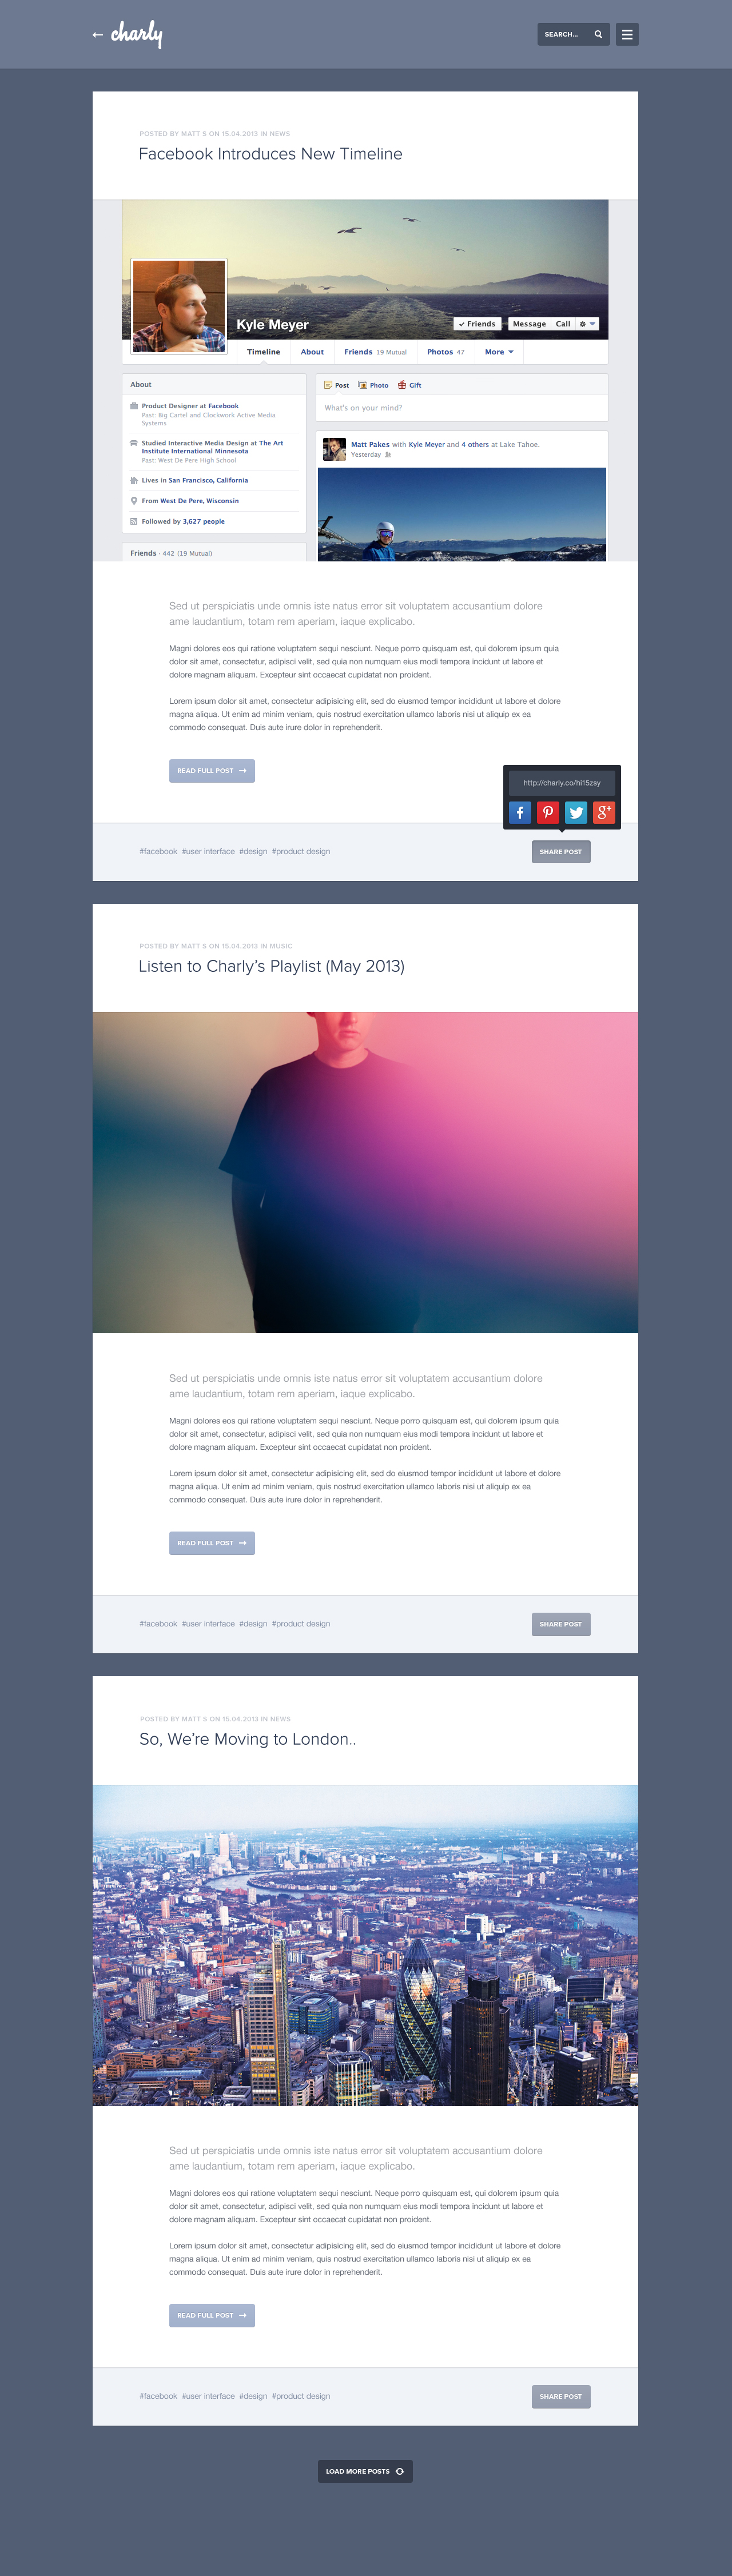 charly
SEARCH...
POSTED BY MATT S ON 15.04.2013 IN NEWS
Facebook Introduces New Timeline
Kyle Meyer
Friends
Message Call
Timeline About Friends 19 Mutual Photos 47 More
About
Product Designer at Facebook
Past: Big Cartel and Clockwork Active Media
Systems
Studied Interactive Media Design at The Art
Institute International Minnesota
Past: West De Pere High School
Lives in San Francisco, California
From West De Pere, Wisconsin
Followed by 3,627 people
Friends · 442 (19 Mutual)
Post Photo Gift
What's on your mind?
Matt Pakes with Kyle Meyer and 4 others at Lake Tahoe.
Yesterday
Sed ut perspiciatis unde omnis iste natus error sit voluptatem accusantium dolore
ame laudantium, totam rem aperiam, iaque explicabo.
Magni dolores eos qui ratione voluptatem sequi nesciunt. Neque porro quisquam est, qui dolorem ipsum quia
dolor sit amet, consectetur, adipisci velit, sed quia non numquam eius modi tempora incidunt ut labore et
dolore magnam aliquam. Excepteur sint occaecat cupidatat non proident.
Lorem ipsum dolor sit amet, consectetur adipisicing elit, sed do eiusmod tempor incididunt ut labore et dolore
magna aliqua. Ut enim ad minim veniam, quis nostrud exercitation ullamco laboris nisi ut aliquip ex ea
commodo consequat. Duis aute irure dolor in reprehenderit.
READ FULL POST
http://charly.co/hi15zsy
#facebook #user interface #design #product design
SHARE POST
POSTED BY MATT S ON 15.04.2013 IN MUSIC
Listen to Charly's Playlist (May 2013)
Sed ut perspiciatis unde omnis iste natus error sit voluptatem accusantium dolore
ame laudantium, totam rem aperiam, iaque explicabo.
Magni dolores eos qui ratione voluptatem sequi nesciunt. Neque porro quisquam est, qui dolorem ipsum quia
dolor sit amet, consectetur, adipisci velit, sed quia non numquam eius modi tempora incidunt ut labore et
dolore magnam aliquam. Excepteur sint occaecat cupidatat non proident.
Lorem ipsum dolor sit amet, consectetur adipisicing elit, sed do eiusmod tempor incididunt ut labore et dolore
magna aliqua. Ut enim ad minim veniam, quis nostrud exercitation ullamco laboris nisi ut aliquip ex ea
commodo consequat. Duis aute irure dolor in reprehenderit.
READ FULL POST
#facebook #user interface #design #product design
SHARE POST
POSTED BY MATT S ON 15.04.2013 IN NEWS
So, We're Moving to London..
Sed ut perspiciatis unde omnis iste natus error sit voluptatem accusantium dolore
ame laudantium, totam rem aperiam, iaque explicabo.
Magni dolores eos qui ratione voluptatem sequi nesciunt. Neque porro quisquam est, qui dolorem ipsum quia
dolor sit amet, consectetur, adipisci velit, sed quia non numquam eius modi tempora incidunt ut labore et
dolore magnam aliquam. Excepteur sint occaecat cupidatat non proident.
Lorem ipsum dolor sit amet, consectetur adipisicing elit, sed do eiusmod tempor incididunt ut labore et dolore
magna aliqua. Ut enim ad minim veniam, quis nostrud exercitation ullamco laboris nisi ut aliquip ex ea
commodo consequat. Duis aute irure dolor in reprehenderit.
READ FULL POST
#facebook #user interface #design #product design
SHARE POST
LOAD MORE POSTS